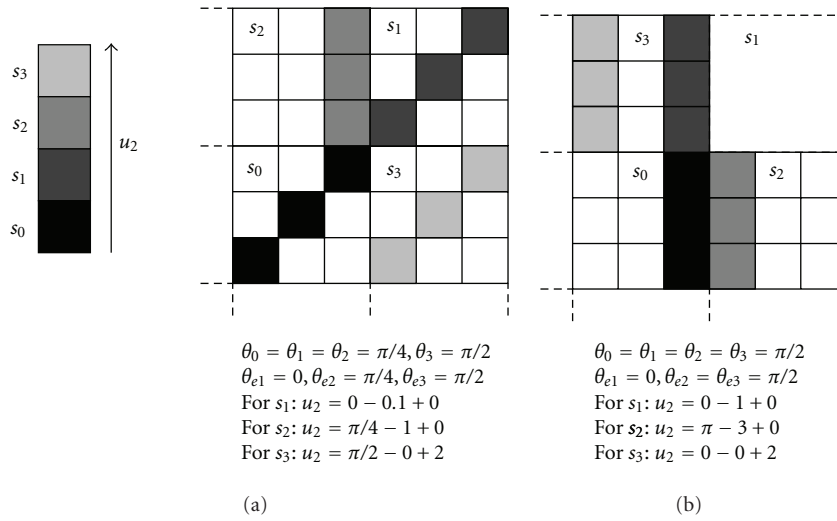 s3
s2
s1
s0
u2
s2 s1
s0 s3
θ0 = θ1 = θ2 = π/4, θ3 = π/2
θe1 = 0, θe2 = π/4, θe3 = π/2
For s1: u2 = 0 − 0.1 + 0
For s2: u2 = π/4 − 1 + 0
For s3: u2 = π/2 − 0 + 2
(a)
s3 s1
s0 s2
θ0 = θ1 = θ2 = θ3 = π/2
θe1 = 0, θe2 = θe3 = π/2
For s1: u2 = 0 − 1 + 0
For s2: u2 = π − 3 + 0
For s3: u2 = 0 − 0 + 2
(b)